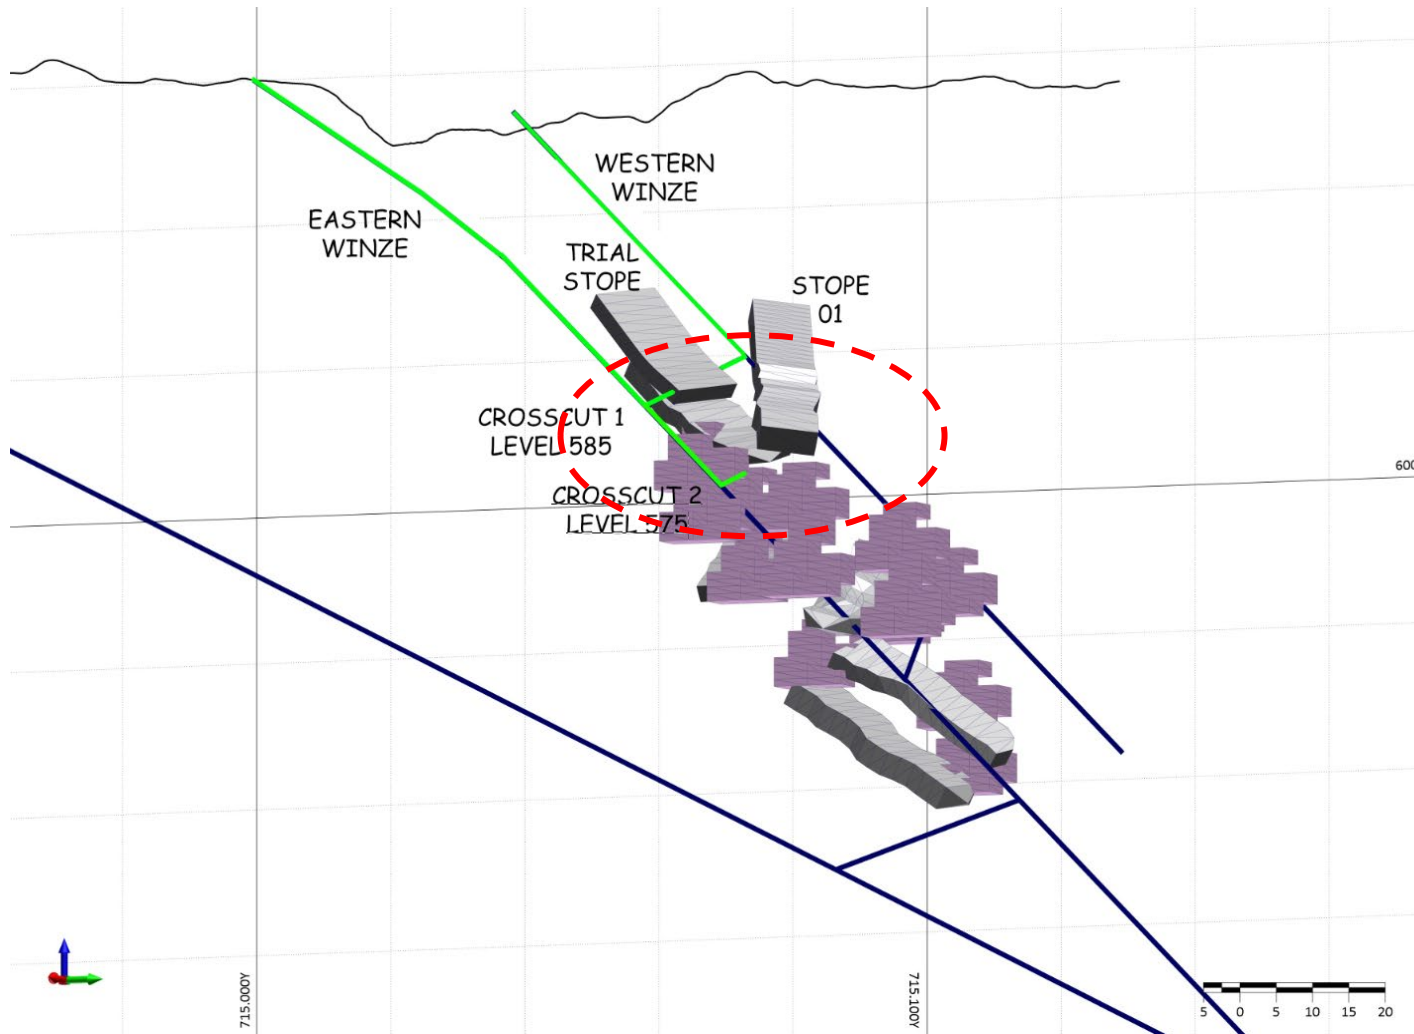 WESTERN
WINZE
EASTERN
WINZE
TRIAL
STOPE
STOPE
01
CROSSCUT 1
LEVEL 585
CROSSCUT 2
LEVEL 575
600
715.000Y
715.100Y
5 0 5 10 15 20